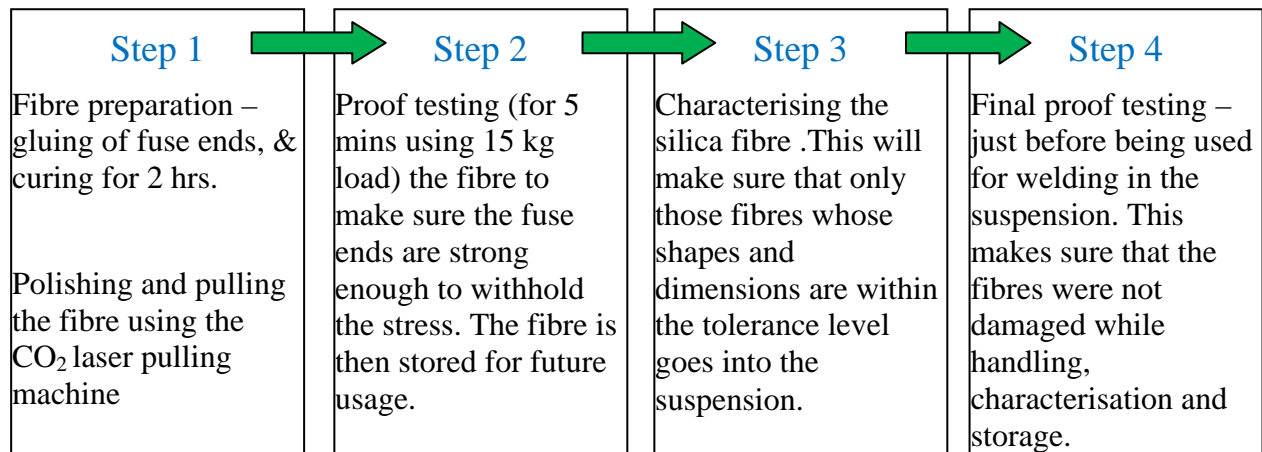 Step 1
Fibre preparation –
gluing of fuse ends, &
curing for 2 hrs.
Polishing and pulling
the fibre using the
CO₂ laser pulling
machine
Step 2
Proof testing (for 5
mins using 15 kg
load) the fibre to
make sure the fuse
ends are strong
enough to withhold
the stress. The fibre is
then stored for future
usage.
Step 3
Characterising the
silica fibre .This will
make sure that only
those fibres whose
shapes and
dimensions are within
the tolerance level
goes into the
suspension.
Step 4
Final proof testing –
just before being used
for welding in the
suspension. This
makes sure that the
fibres were not
damaged while
handling,
characterisation and
storage.